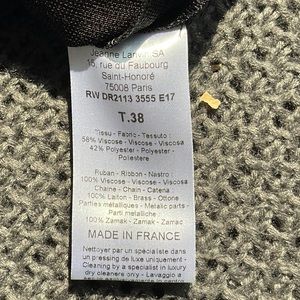 Jeanne Lanvin SA
15, rue du Faubourg
Saint-Honoré
75008 Paris
RW DR2113 3555 E17
T.38
Tissu - Fabric - Tessuto :
58% Viscose - Viscose - Viscosa
42% Polyester - Polyester -
Ruban - Ribbon - Nastro :
100% Viscose - Viscose - Viscosa
Chaine - Chain - Catena
100% Laiton - Brass - Ottone
Parties métalliques - Metalic parts -
Parti metalliche :
100% Zamak - Zamak - Zamac
MADE IN FRANCE
Nettoyer par un spécialiste dans
un pressing de luxe uniquement -
Cleaning by a specialist in luxury
dry cleaners only - Lavaggio a